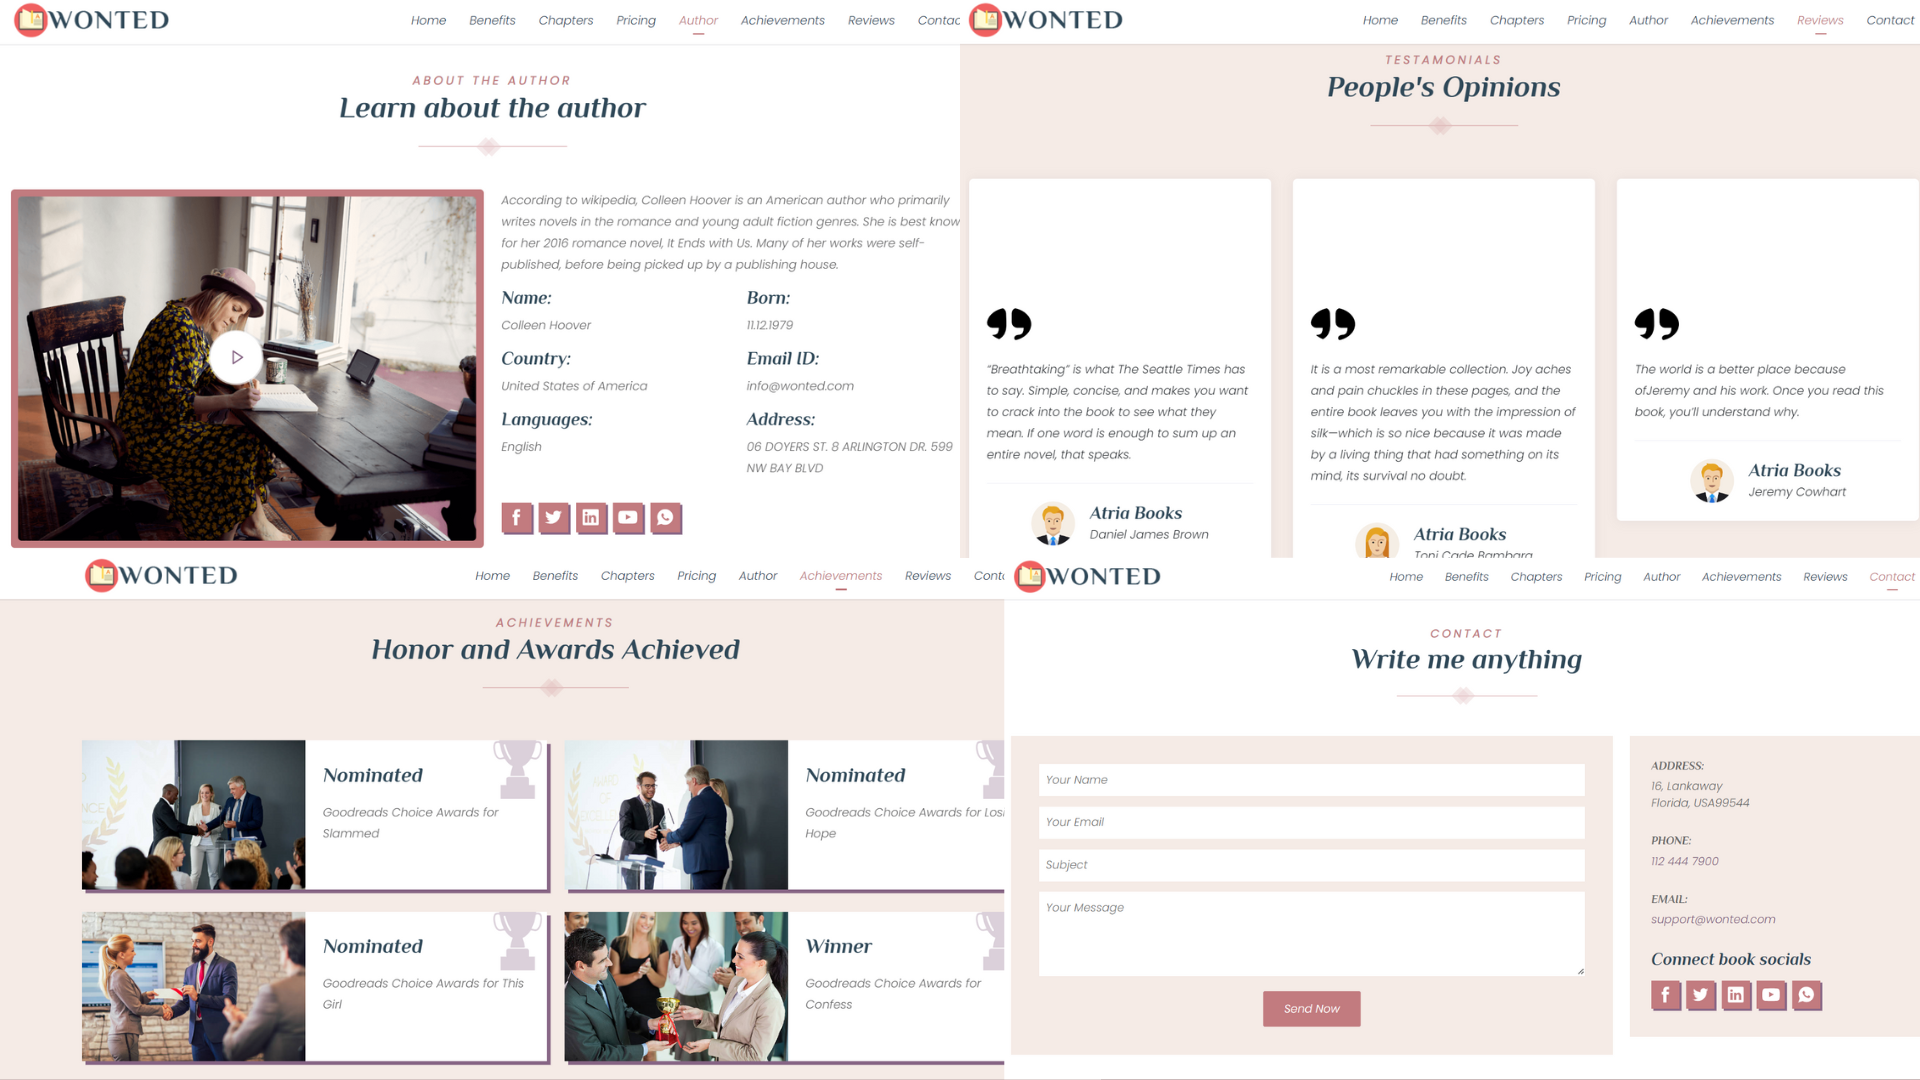 WONTED
Home Benefits Chapters Pricing Author Achievements Reviews Contac
ABOUT THE AUTHOR
Learn about the author
According to wikipedia, Colleen Hoover is an American author who primarily
writes novels in the romance and young adult fiction genres. She is best know
for her 2016 romance novel, It Ends with Us. Many of her works were self-
published, before being picked up by a publishing house.
Name:
Colleen Hoover
Born:
11.12.1979
Country:
United States of America
Email ID:
info@wonted.com
Languages:
English
Address:
06 DOYERS ST. 8 ARLINGTON DR. 599
NW BAY BLVD
WONTED
Home Benefits Chapters Pricing Author Achievements Reviews Contact
TESTAMONIALS
People's Opinions
“Breathtaking” is what The Seattle Times has
to say. Simple, concise, and makes you want
to crack into the book to see what they
mean. If one word is enough to sum up an
entire novel, that speaks.
Atria Books
Daniel James Brown
It is a most remarkable collection. Joy aches
and pain chuckles in these pages, and the
entire book leaves you with the impression of
silk—which is so nice because it was made
by a living thing that had something on its
mind, its survival no doubt.
Atria Books
Toni Cade Bambara
The world is a better place because
ofJeremy and his work. Once you read this
book, you'll understand why.
Atria Books
Jeremy Cowhart
WONTED
Home Benefits Chapters Pricing Author Achievements Reviews Conta
ACHIEVEMENTS
Honor and Awards Achieved
Nominated
Goodreads Choice Awards for
Slammed
AWARD
OF
Nominated
Goodreads Choice Awards for Los
Hope
Nominated
Goodreads Choice Awards for This
Girl
Winner
Goodreads Choice Awards for
Confess
WONTED
Home Benefits Chapters Pricing Author Achievements Reviews Contact
CONTACT
Write me anything
Your Name
Your Email
Subject
Your Message
Send Now
ADDRESS:
16, Lankaway
Florida, USA99544
PHONE:
112 444 7900
EMAIL:
support@wonted.com
Connect book socials